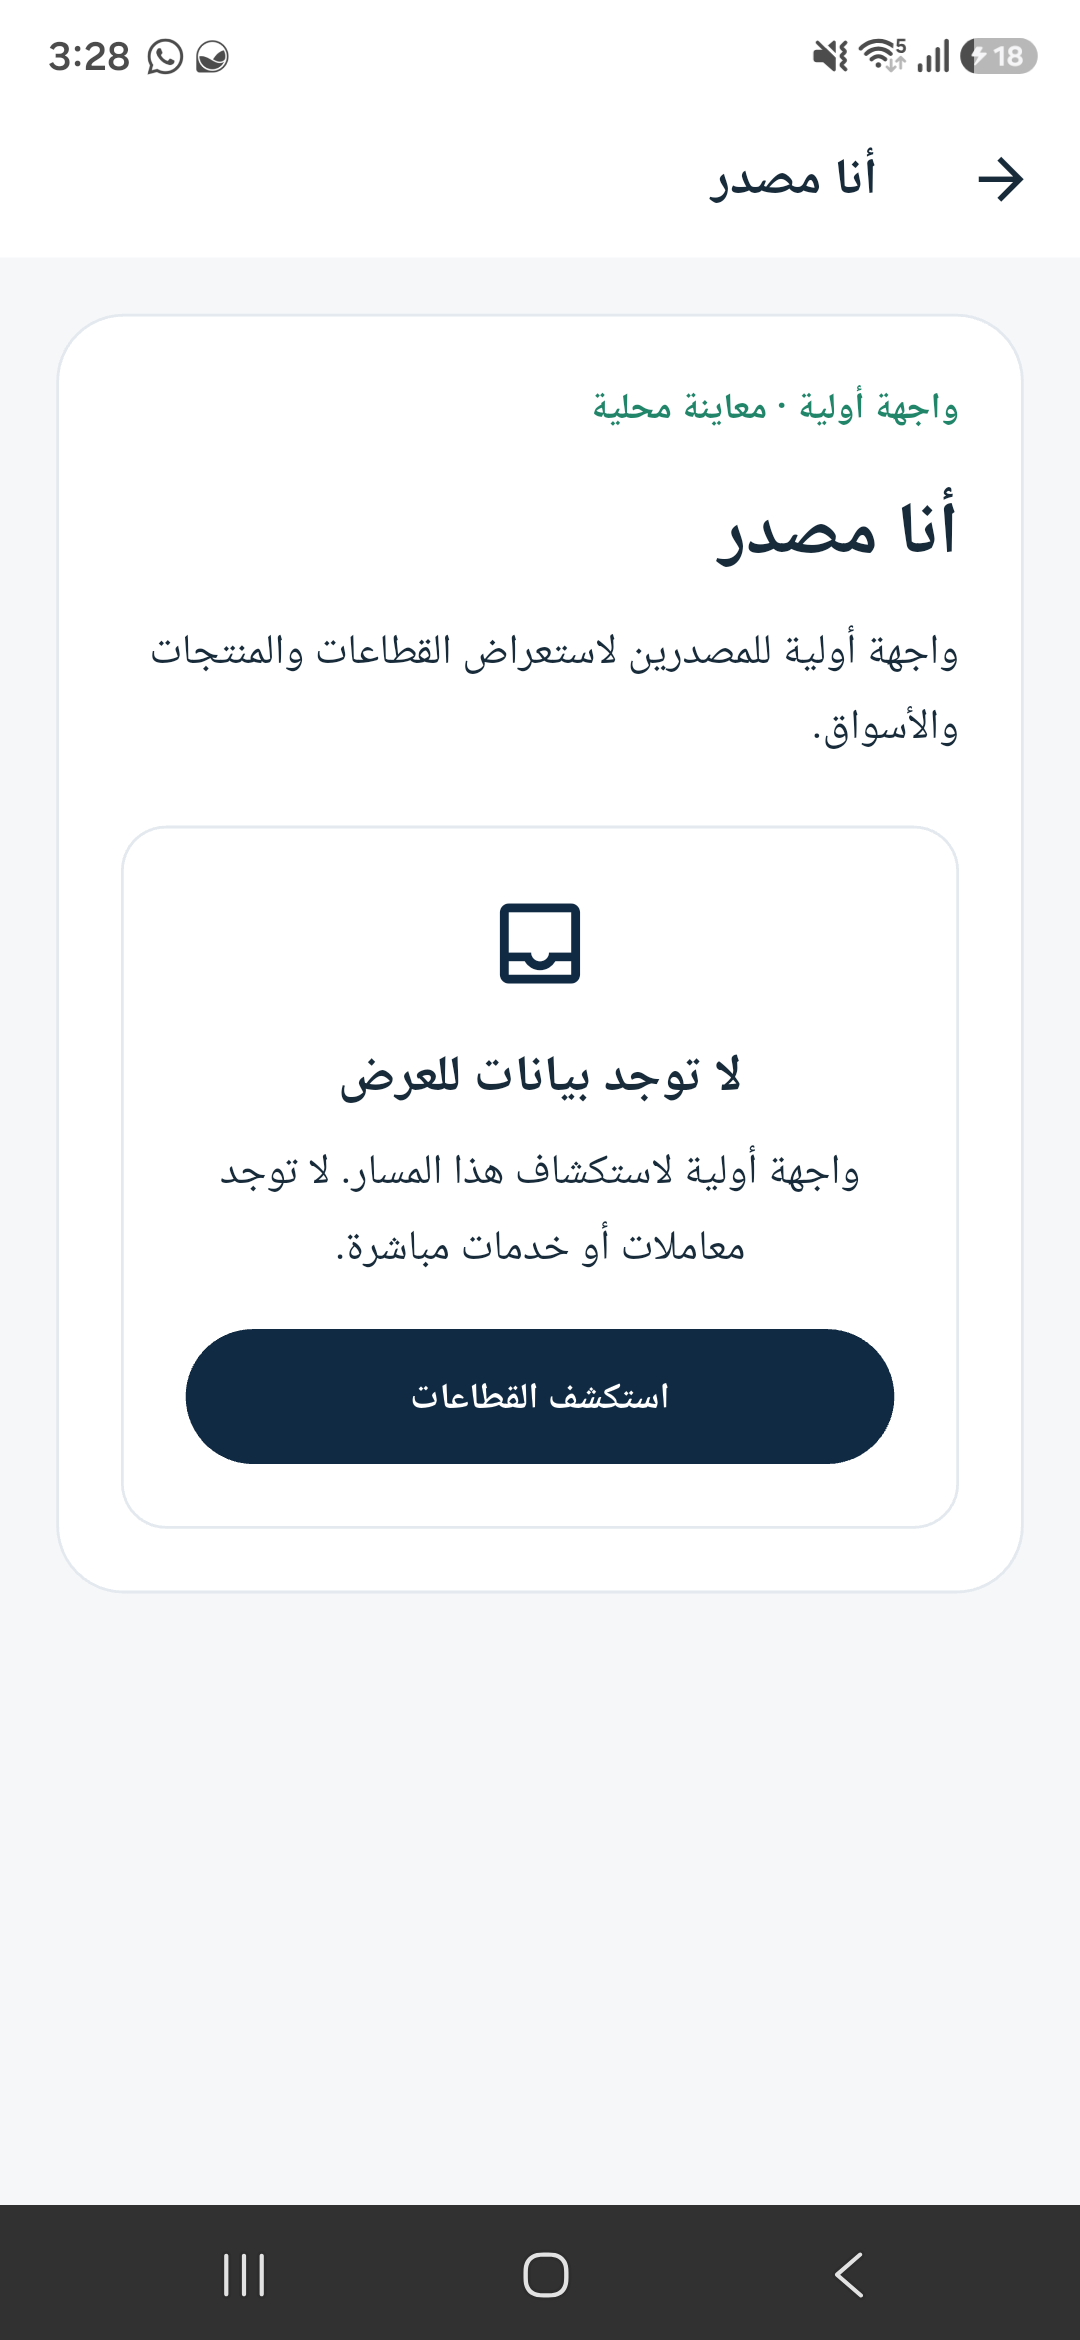 3:28
5
18
أنا مصدر
واجهة أولية · معاينة محلية
أنا مصدر
واجهة أولية للمصدرين لاستعراض القطاعات والمنتجات
والأسواق.
لا توجد بيانات للعرض
واجهة أولية لاستكشاف هذا المسار. لا توجد
معاملات أو خدمات مباشرة.
استكشف القطاعات